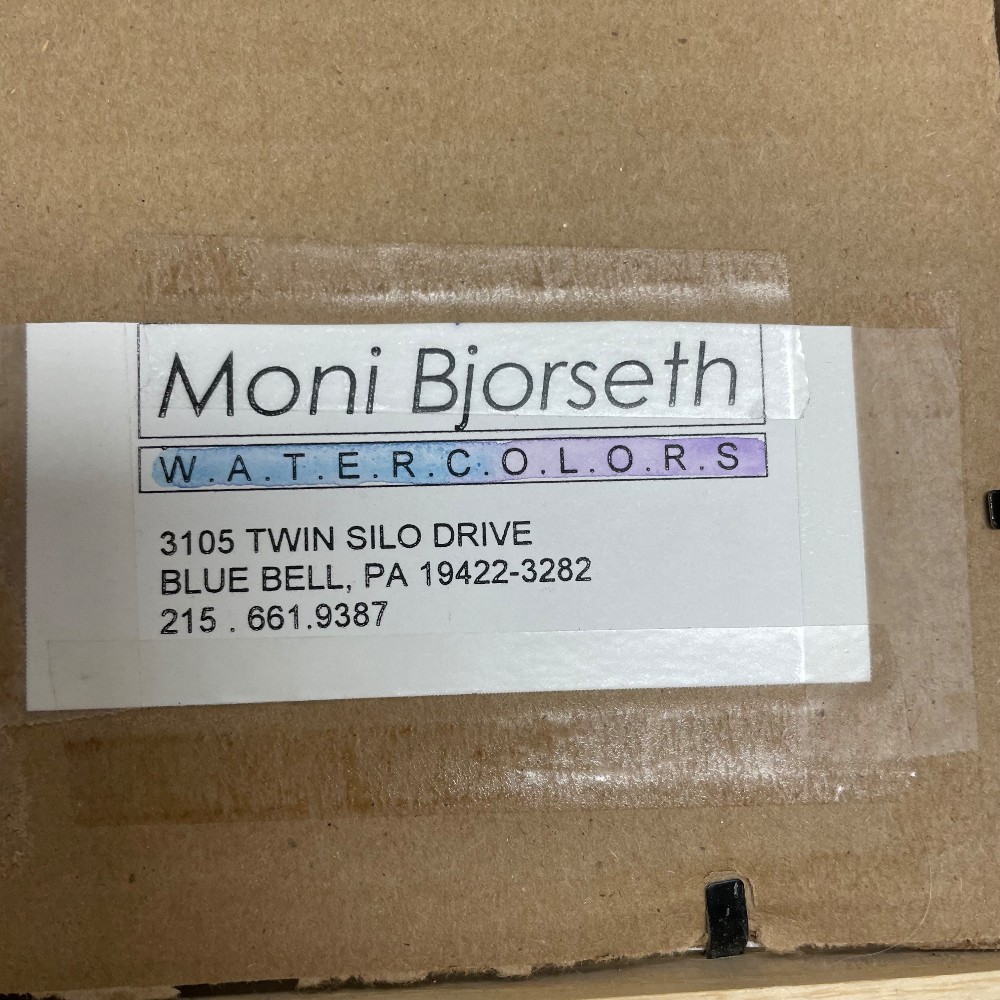 Moni Bjorseth
W.A.T.E.R.C.O.L.O.R.S
3105 TWIN SILO DRIVE
BLUE BELL, PA 19422-3282
215 . 661.9387